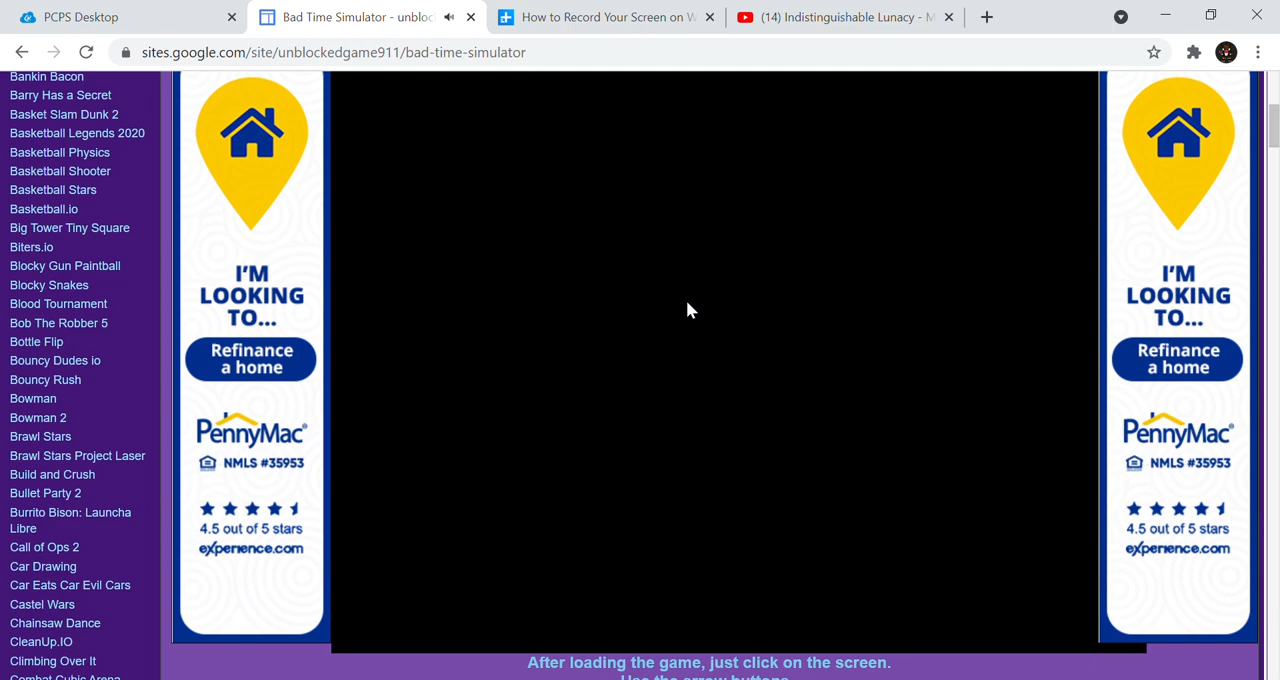 PCPS Desktop
Bad Time Simulator - unbloc
How to Record Your Screen on W
(14) Indistinguishable Lunacy - M
sites.google.com/site/unblockedgame911/bad-time-simulator
Bankin Bacon
Barry Has a Secret
Basket Slam Dunk 2
Basketball Legends 2020
Basketball Physics
Basketball Shooter
Basketball Stars
Basketball.io
Big Tower Tiny Square
Biters.io
Blocky Gun Paintball
Blocky Snakes
Blood Tournament
Bob The Robber 5
Bottle Flip
Bouncy Dudes io
Bouncy Rush
Bowman
Bowman 2
Brawl Stars
Brawl Stars Project Laser
Build and Crush
Bullet Party 2
Burrito Bison: Launcha
Libre
Call of Ops 2
Car Drawing
Car Eats Car Evil Cars
Castel Wars
Chainsaw Dance
CleanUp.IO
Climbing Over It
Combat Cubic Arena
I'M
LOOKING
TO...
Refinance
a home
PennyMac
NMLS #35953
4.5 out of 5 stars
experience.com
I'M
LOOKING
TO...
Refinance
a home
PennyMac
NMLS #35953
4.5 out of 5 stars
experience.com
After loading the game, just click on the screen.
Use the arrow buttons